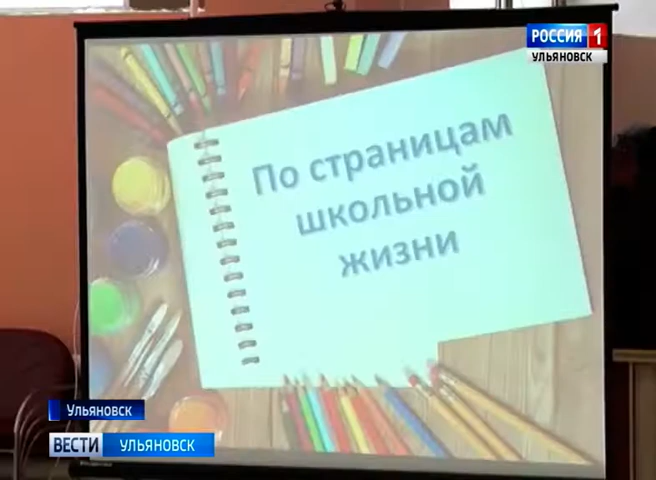 РОССИЯ 1
УЛЬЯНОВСК
По страницам
школьной
жизни
Ульяновск
ВЕСТИ УЛЬЯНОВСК